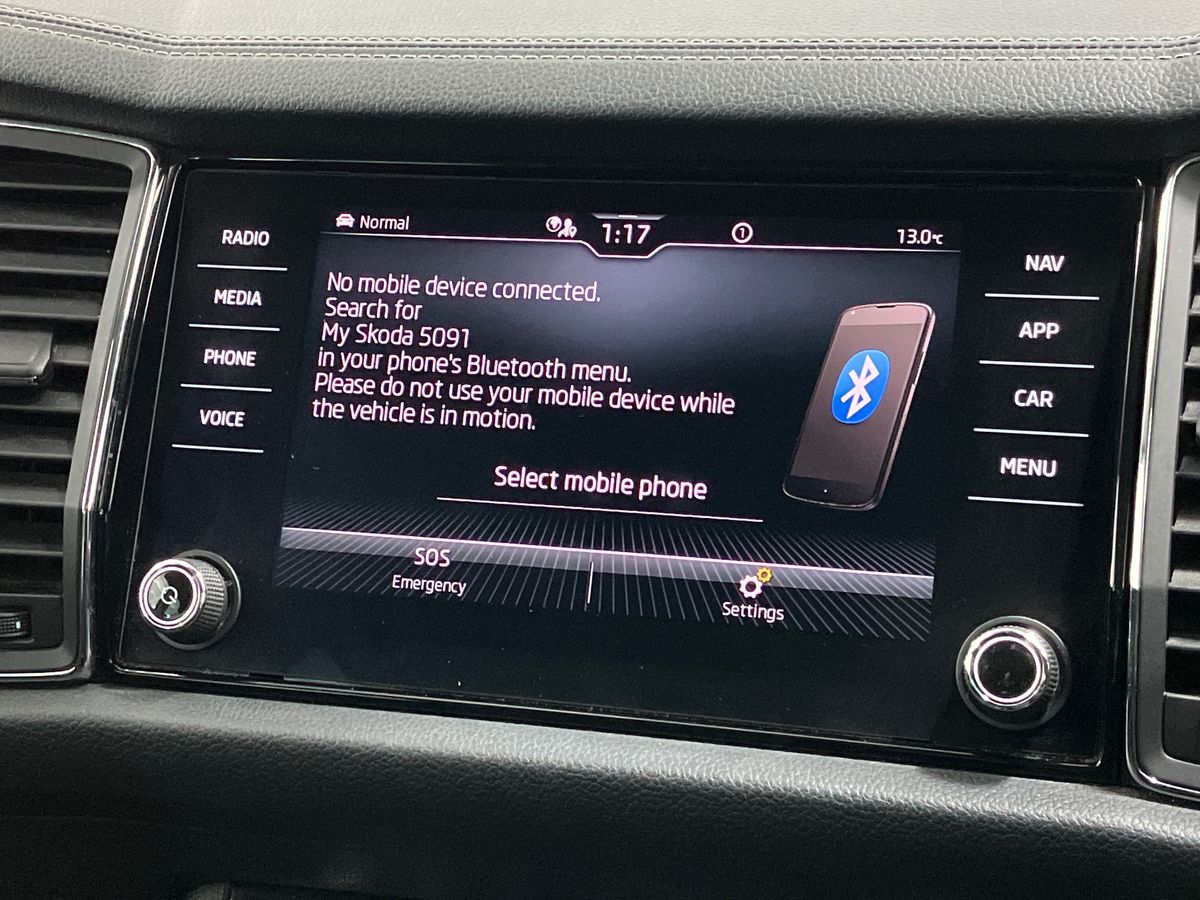 Normal
1:17
1
13.0°C
RADIO
MEDIA
PHONE
VOICE
No mobile device connected.
Search for
My Skoda 5091
in your phone's Bluetooth menu.
Please do not use your mobile device while
the vehicle is in motion.
Select mobile phone
SOS
Emergency
Settings
NAV
APP
CAR
MENU